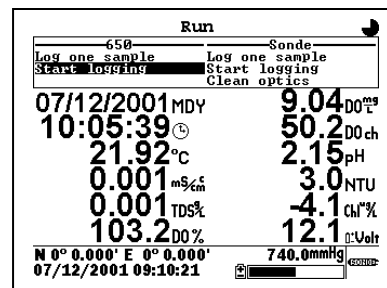 Run
650 Sonde
Log one sample Log one sample
Start logging Start logging
Clean optics
07/12/2001 MDY 9.04 DO mg/L
10:05:39 50.2 DO ch
21.92 °C 2.15 pH
0.001 mS/cm c 3.0 NTU
0.001 TDS g/L -4.1
103.2 DO % 12.1 Volt
N 0° 0.000' E 0° 0.000' 740.0mmHg
07/12/2001 09:10:21